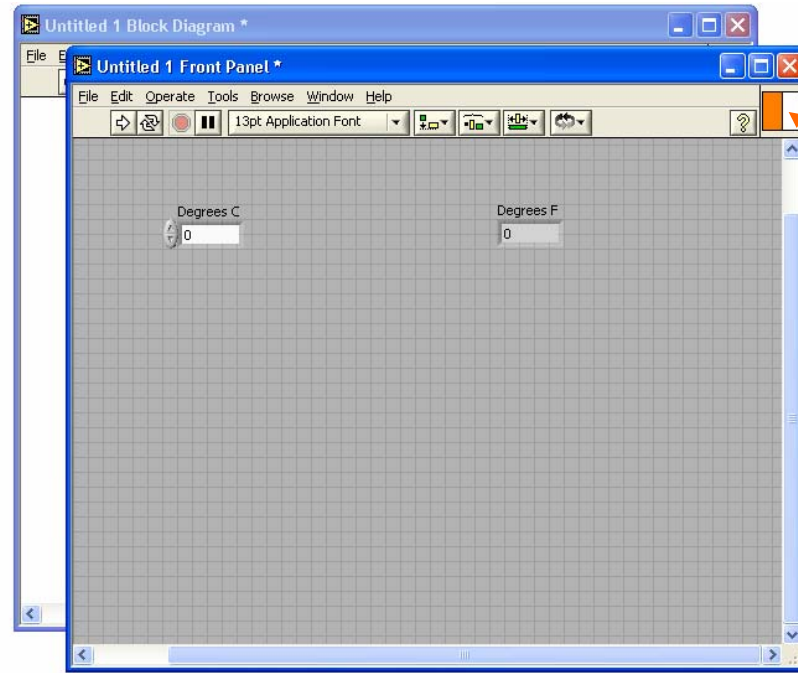 Untitled 1 Block Diagram *
File E
Untitled 1 Front Panel *
File Edit Operate Tools Browse Window Help
13pt Application Font
?
Degrees C
0
Degrees F
0